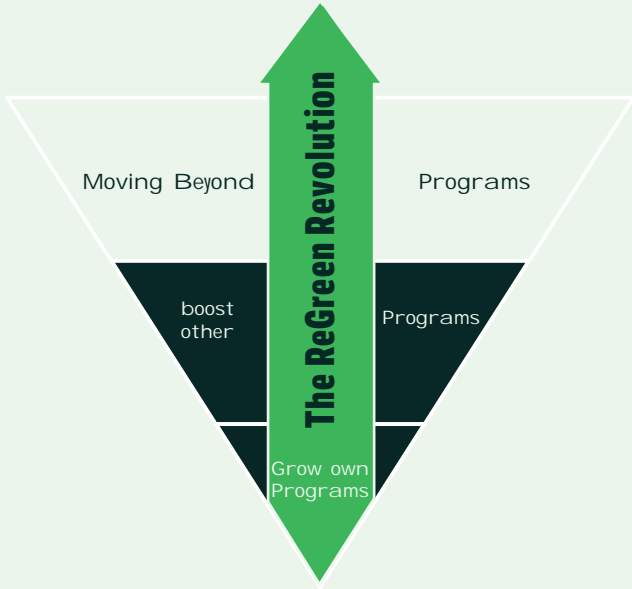 The ReGreen Revolution
Moving Beyond Programs
boost
other
Programs
Grow own
Programs